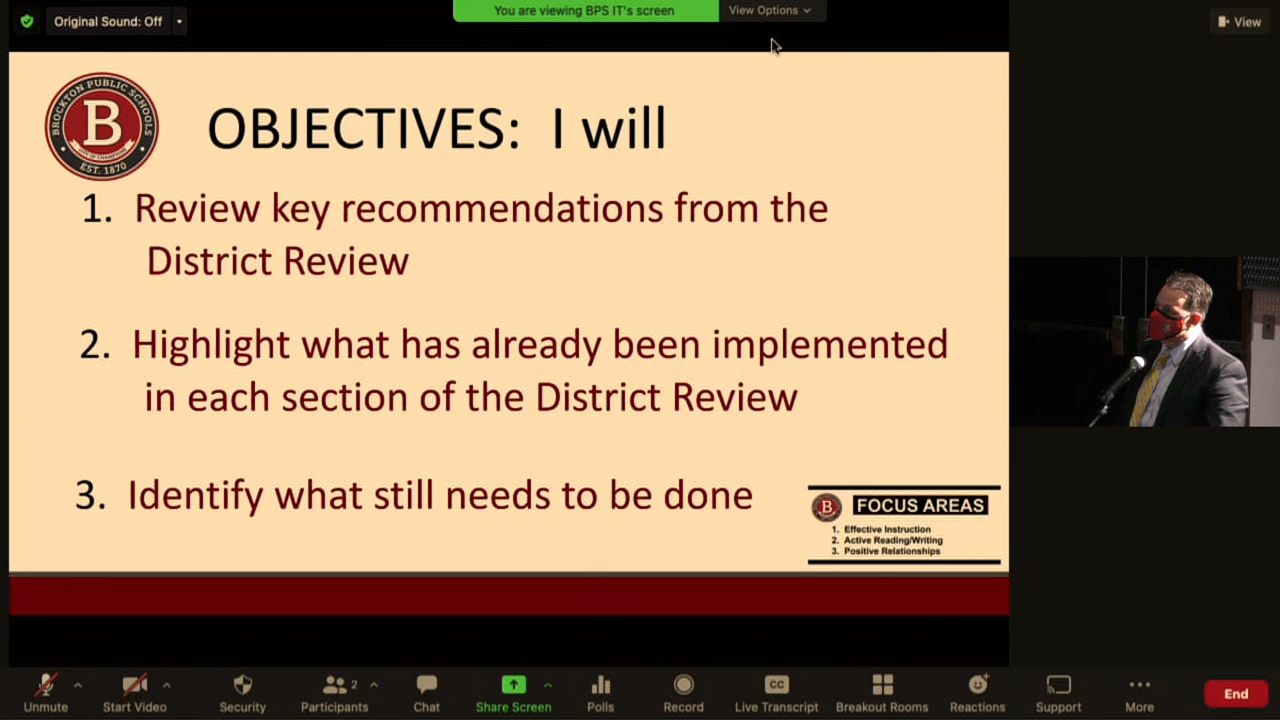 Original Sound: Off
You are viewing BPS IT's screen
View Options
View
BROCKTON PUBLIC SCHOOLS
B
EST. 1870
OBJECTIVES: I will
1. Review key recommendations from the
District Review
2. Highlight what has already been implemented
in each section of the District Review
3. Identify what still needs to be done
B
FOCUS AREAS
1. Effective Instruction
2. Active Reading/Writing
3. Positive Relationships
Unmute
Start Video
Security
2
Participants
Chat
Share Screen
Polls
Record
CC
Live Transcript
Breakout Rooms
Reactions
Support
More
End